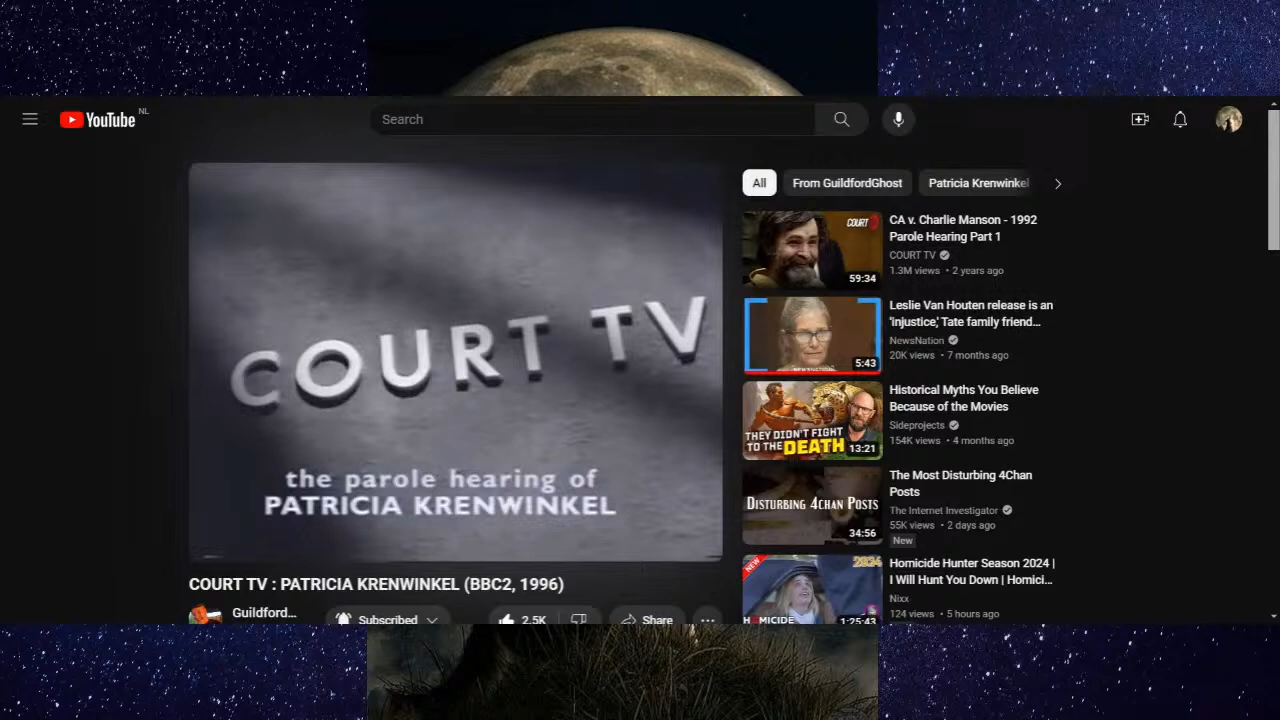 YouTube NL
Search
COURT TV
the parole hearing of
PATRICIA KRENWINKEL
COURT TV : PATRICIA KRENWINKEL (BBC2, 1996)
Guildford...
Subscribed
2.5K
Share
All
From GuildfordGhost
Patricia Krenwinkel
COURT
59:34
CA v. Charlie Manson - 1992
Parole Hearing Part 1
COURT TV
1.3M views • 2 years ago
5:43
Leslie Van Houten release is an
'injustice,' Tate family friend...
NewsNation
20K views • 7 months ago
THEY DIDN'T FIGHT
TO THE DEATH
13:21
Historical Myths You Believe
Because of the Movies
Sideprojects
154K views • 4 months ago
DISTURBING 4CHAN POSTS
34:56
The Most Disturbing 4Chan
Posts
The Internet Investigator
55K views • 2 days ago
New
NEW
2024
HOMICIDE
1:25:43
Homicide Hunter Season 2024 |
I Will Hunt You Down | Homici...
Nixx
124 views • 5 hours ago